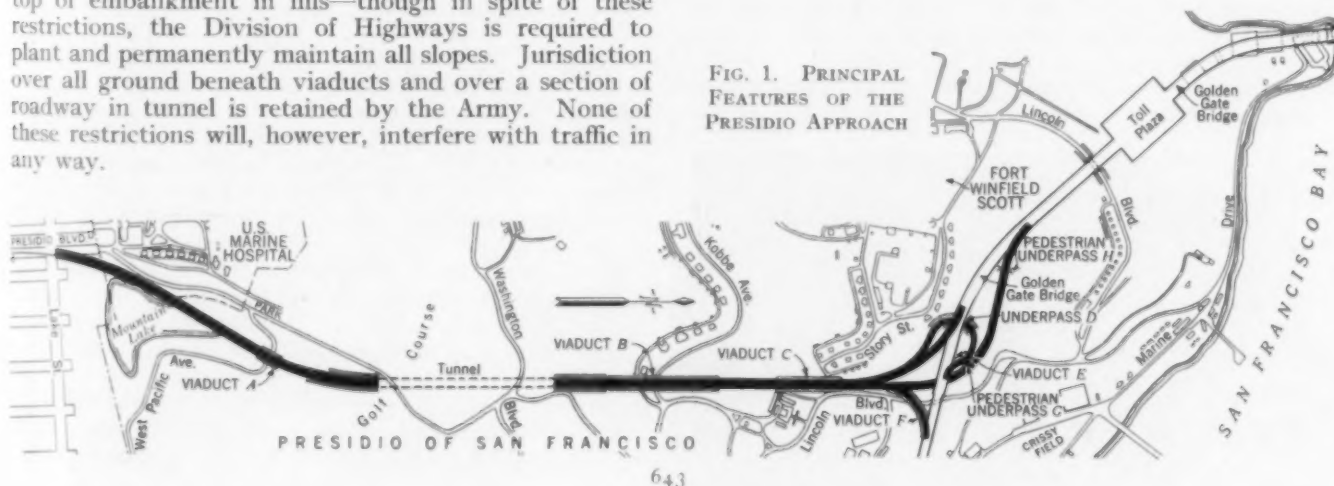 top of embankment in fills—though in spite of these
restrictions, the Division of Highways is required to
plant and permanently maintain all slopes. Jurisdiction
over all ground beneath viaducts and over a section of
roadway in tunnel is retained by the Army. None of
these restrictions will, however, interfere with traffic in
any way.
FIG. 1. PRINCIPAL
FEATURES OF THE
PRESIDIO APPROACH
Golden
Gate
Bridge
Toll
Plaza
Lincoln
Blvd
FORT
WINFIELD
SCOTT
SAN FRANCISCO BAY
Drive
Marine
PRESIDIO BLVD
U.S.
MARINE
HOSPITAL
PARK
Mountain
Lake
Lake
St.
West Pacific
Ave.
VIADUCT A
Golf
Course
Tunnel
Washington
Blvd.
Kobbe
Ave.
VIADUCT B
VIADUCT C
Story St.
PEDESTRIAN
UNDERPASS H
Golden
Gate Bridge
UNDERPASS D
VIADUCT E
PEDESTRIAN
UNDERPASS G
Lincoln
Blvd.
VIADUCT F
CRISSY
FIELD
PRESIDIO OF SAN FRANCISCO
643